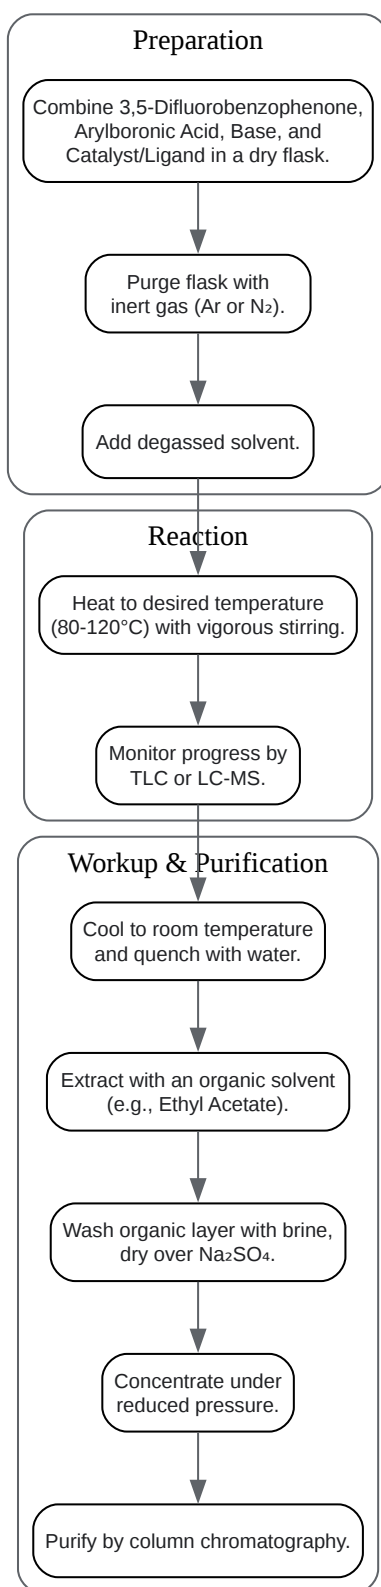 Preparation
Combine 3,5-Difluorobenzophenone,
Arylboronic Acid, Base, and
Catalyst/Ligand in a dry flask.
Purge flask with
inert gas (Ar or N₂).
Add degassed solvent.
Reaction
Heat to desired temperature
(80-120°C) with vigorous stirring.
Monitor progress by
TLC or LC-MS.
Workup & Purification
Cool to room temperature
and quench with water.
Extract with an organic solvent
(e.g., Ethyl Acetate).
Wash organic layer with brine,
dry over Na₂SO₄.
Concentrate under
reduced pressure.
Purify by column chromatography.